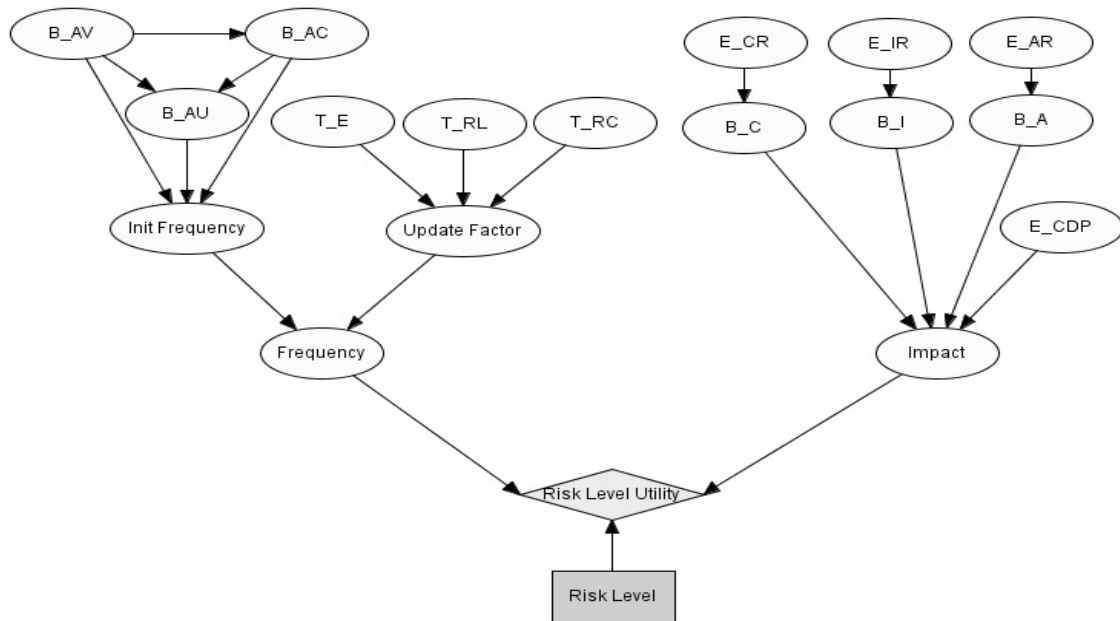 B_AV
B_AC
E_CR
E_IR
E_AR
B_AU
T_E
T_RL
T_RC
B_C
B_I
B_A
Init Frequency
Update Factor
E_CDP
Frequency
Impact
Risk Level Utility
Risk Level